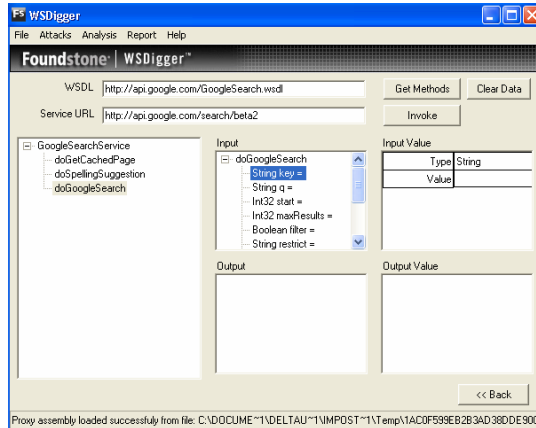 WSDigger
File Attacks Analysis Report Help
Foundstone | WSDigger™
WSDL http://api.google.com/GoogleSearch.wsdl Get Methods Clear Data
Service URL http://api.google.com/search/beta2 Invoke
GoogleSearchService
doGetCachedPage
doSpellingSuggestion
doGoogleSearch
Input
doGoogleSearch
String key =
String q =
Int32 start =
Int32 maxResults =
Boolean filter =
String restrict =
Input Value
Type String
Value
Output
Output Value
<< Back
Proxy assembly loaded successfuly from file: C:\DOCUME~1\DELTAU~1\IMPOST~1\Temp\1AC0F599EB2B3AD38DDE900